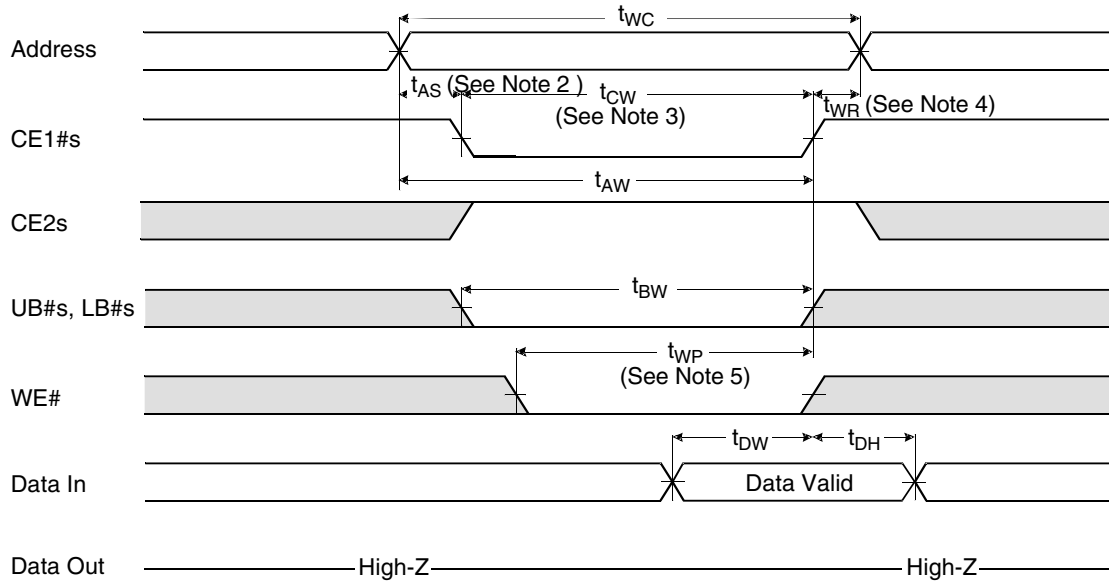 tWC
Address
tAS (See Note 2 )
tCW
(See Note 3)
tWR (See Note 4)
CE1#s
tAW
CE2s
tBW
UB#s, LB#s
tWP
(See Note 5)
WE#
tDW
tDH
Data In
Data Valid
Data Out
High-Z
High-Z